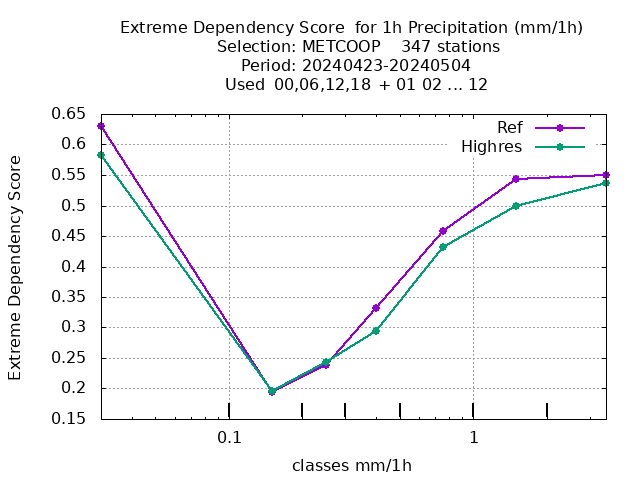 Extreme Dependency Score  for 1h Precipitation (mm/1h)
Selection: METCOOP    347 stations
Period: 20240423-20240504
Used  00,06,12,18 + 01 02 ... 12
Ref
Highres
Extreme Dependency Score
0.65
0.6
0.55
0.5
0.45
0.4
0.35
0.3
0.25
0.2
0.15
0.1
1
classes mm/1h